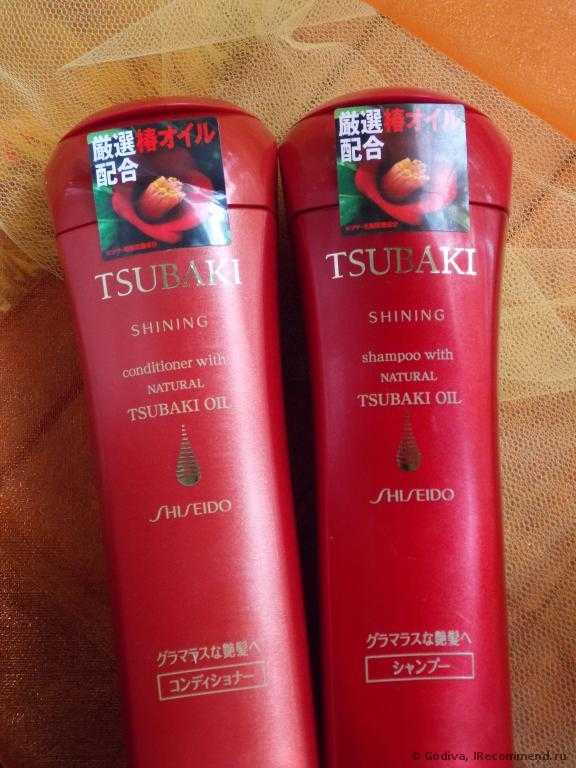 厳選椿オイル
配合
TSUBAKI
SHINING
conditioner with
NATURAL
TSUBAKI OIL
SHISEIDO
グラマラスな艶髪へ
コンディショナー
厳選椿オイル
配合
TSUBAKI
SHINING
shampoo with
NATURAL
TSUBAKI OIL
SHISEIDO
グラマラスな艶髪へ
シャンプー
© Godiva, IRecommend.ru